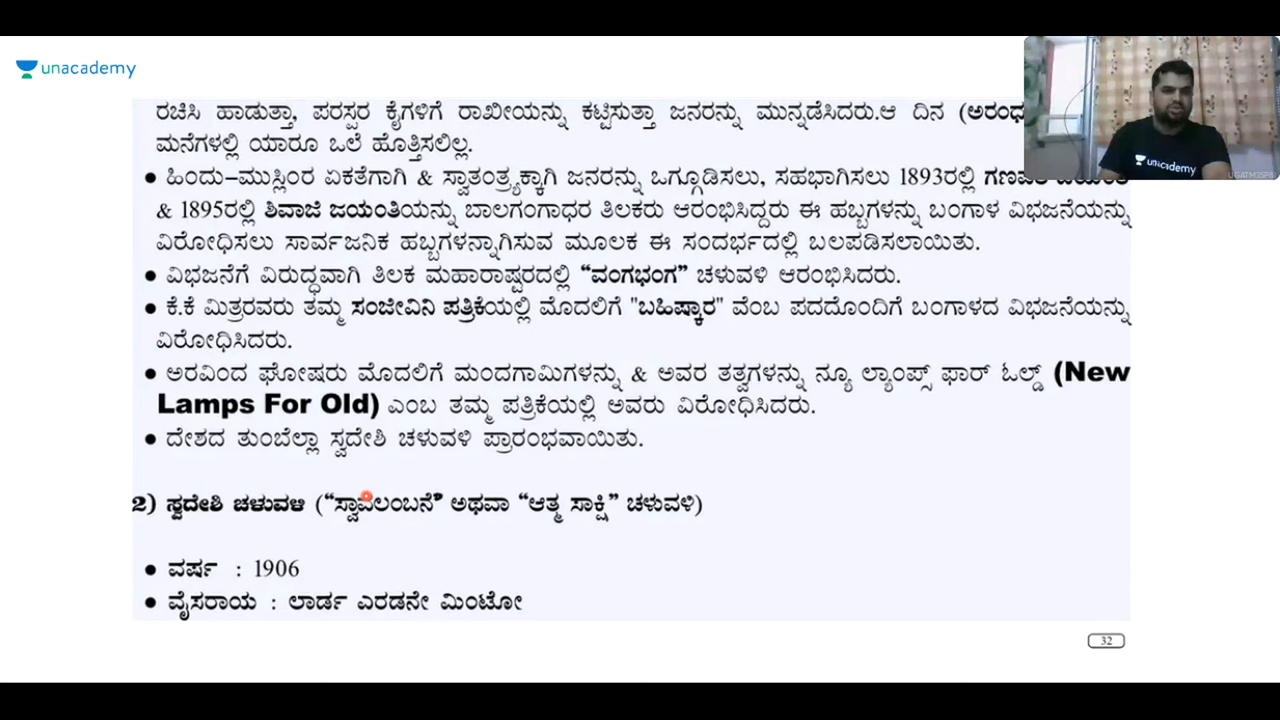 unacademy
ರಚಿಸಿ ಹಾಡುತ್ತಾ, ಪರಸ್ಪರ ಕೈಗಳಿಗೆ ರಾಖೀಯನ್ನು ಕಟ್ಟಿಸುತ್ತಾ ಜನರನ್ನು ಮುನ್ನಡೆಸಿದರು.ಆ ದಿನ
ಮನೆಗಳಲ್ಲಿ ಯಾರೂ ಒಲೆ ಹೊತ್ತಿಸಲಿಲ್ಲ.
unacademy
● ಹಿಂದು-ಮುಸ್ಲಿಂರ ಏಕತೆಗಾಗಿ & ಸ್ವಾತಂತ್ರ್ಯಕ್ಕಾಗಿ ಜನರನ್ನು ಒಗ್ಗೂಡಿಸಲು, ಸಹಭಾಗಿಸಲು 1893ರಲ್ಲಿ
& 1895ರಲ್ಲಿ ಶಿವಾಜಿ ಜಯಂತಿಯನ್ನು ಬಾಲಗಂಗಾಧರ ತಿಲಕರು ಆರಂಭಿಸಿದ್ದರು ಈ ಹಬ್ಬಗಳನ್ನು ಬಂಗಾಳ ವಿಭಜನೆಯನ್ನು
ವಿರೋಧಿಸಲು ಸಾರ್ವಜನಿಕ ಹಬ್ಬಗಳನ್ನಾಗಿಸುವ ಮೂಲಕ ಈ ಸಂದರ್ಭದಲ್ಲಿ ಬಲಪಡಿಸಲಾಯಿತು.
● ವಿಭಜನೆಗೆ ವಿರುದ್ಧವಾಗಿ ತಿಲಕ ಮಹಾರಾಷ್ಟರದಲ್ಲಿ “ವಂಗಭಂಗ” ಚಳುವಳಿ ಆರಂಭಿಸಿದರು.
● ಕೆ.ಕೆ ಮಿತ್ರರವರು ತಮ್ಮ ಸಂಜೀವಿನಿ ಪತ್ರಿಕೆಯಲ್ಲಿ ಮೊದಲಿಗೆ "ಬಹಿಷ್ಕಾರ" ವೆಂಬ ಪದದೊಂದಿಗೆ ಬಂಗಾಳದ ವಿಭಜನೆಯನ್ನು
ವಿರೋಧಿಸಿದರು.
● ಅರವಿಂದ ಘೋಷರು ಮೊದಲಿಗೆ ಮಂದಗಾಮಿಗಳನ್ನು & ಅವರ ತತ್ವಗಳನ್ನು ನ್ಯೂ ಲ್ಯಾಂಪ್ಸ್ ಫಾರ್ ಓಲ್ಡ್ (New
Lamps For Old) ಎಂಬ ತಮ್ಮ ಪತ್ರಿಕೆಯಲ್ಲಿ ಅವರು ವಿರೋಧಿಸಿದರು.
● ದೇಶದ ತುಂಬೆಲ್ಲಾ ಸ್ವದೇಶಿ ಚಳುವಳಿ ಪ್ರಾರಂಭವಾಯಿತು.
2) ಸ್ವದೇಶಿ ಚಳುವಳಿ (“ಸ್ವಾವಲಂಬನೆ” ಅಥವಾ “ಆತ್ಮ ಸಾಕ್ಷಿ” ಚಳುವಳಿ)
● ವರ್ಷ : 1906
● ವೈಸರಾಯ : ಲಾರ್ಡ ಎರಡನೇ ಮಿಂಟೋ
32